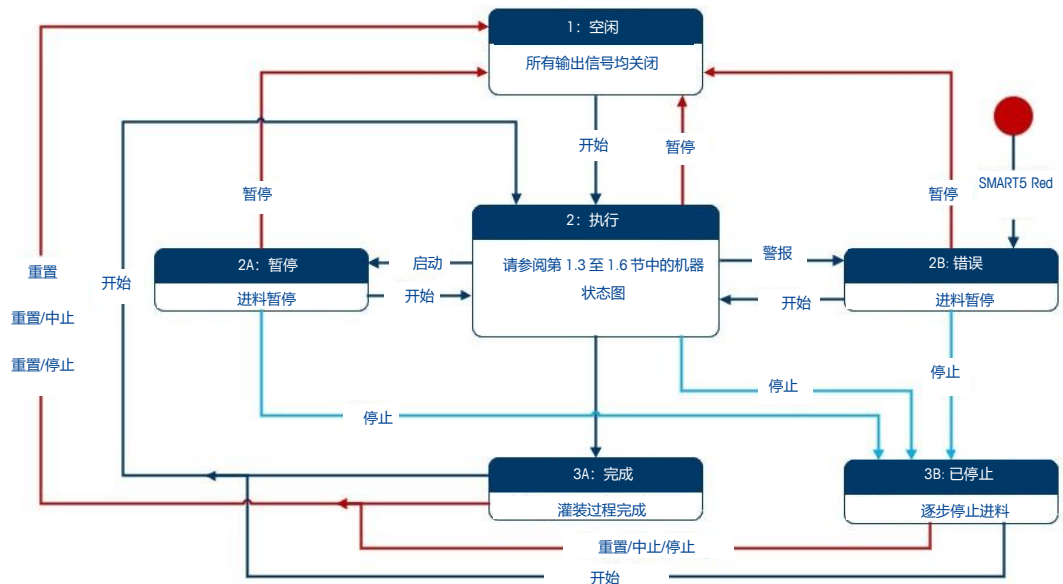 1：空闲
所有输出信号均关闭
开始
暂停
暂停
暂停
SMART5 Red
2：执行
请参阅第 1.3 至 1.6 节中的机器
状态图
2A：暂停
进料暂停
启动
开始
警报
开始
2B: 错误
进料暂停
重置
重置/中止
重置/停止
开始
停止
停止
停止
3A：完成
灌装过程完成
3B: 已停止
逐步停止进料
重置/中止/停止
开始